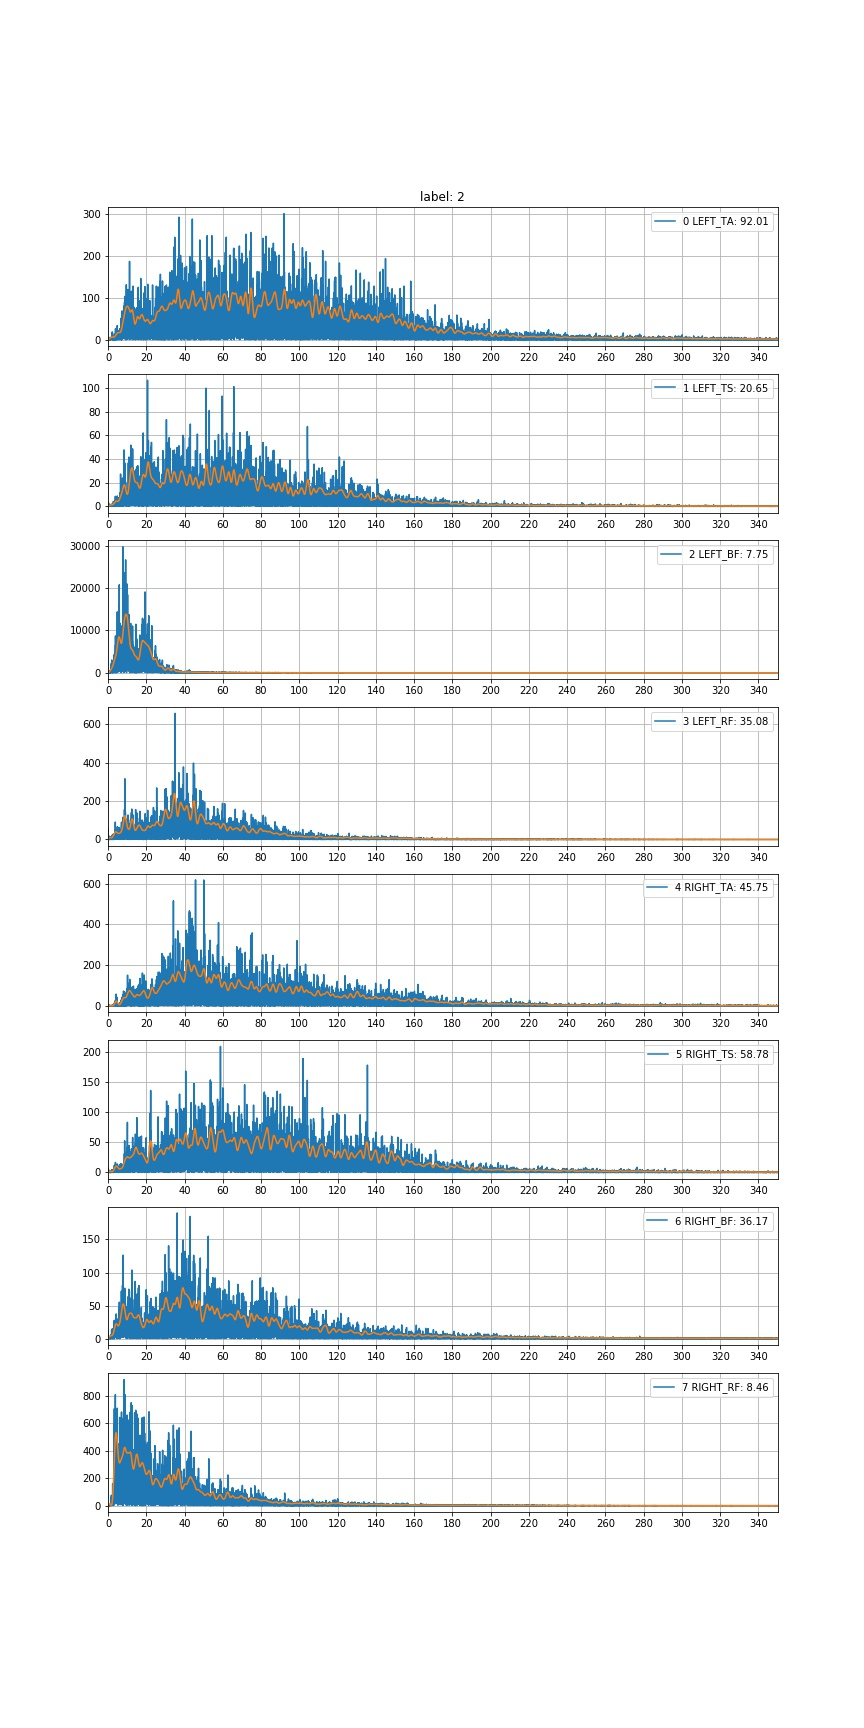 label: 2
300
200
100
0
0 LEFT_TA: 92.01
0 20 40 60 80 100 120 140 160 180 200 220 240 260 280 300 320 340
100
80
60
40
20
0
1 LEFT_TS: 20.65
0 20 40 60 80 100 120 140 160 180 200 220 240 260 280 300 320 340
30000
20000
10000
0
2 LEFT_BF: 7.75
0 20 40 60 80 100 120 140 160 180 200 220 240 260 280 300 320 340
600
400
200
0
3 LEFT_RF: 35.08
0 20 40 60 80 100 120 140 160 180 200 220 240 260 280 300 320 340
600
400
200
0
4 RIGHT_TA: 45.75
0 20 40 60 80 100 120 140 160 180 200 220 240 260 280 300 320 340
200
150
100
50
0
5 RIGHT_TS: 58.78
0 20 40 60 80 100 120 140 160 180 200 220 240 260 280 300 320 340
150
100
50
0
6 RIGHT_BF: 36.17
0 20 40 60 80 100 120 140 160 180 200 220 240 260 280 300 320 340
800
600
400
200
0
7 RIGHT_RF: 8.46
0 20 40 60 80 100 120 140 160 180 200 220 240 260 280 300 320 340